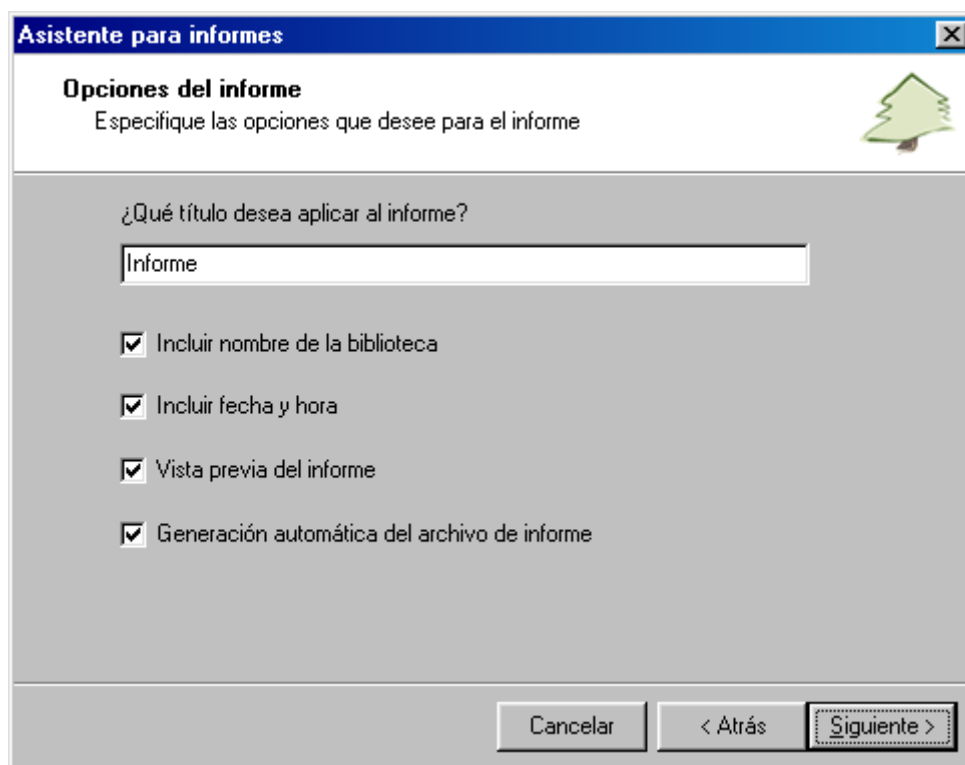 Asistente para informes
Opciones del informe
Especifique las opciones que desee para el informe
¿Qué título desea aplicar al informe?
Informe
Incluir nombre de la biblioteca
Incluir fecha y hora
Vista previa del informe
Generación automática del archivo de informe
Cancelar
< Atrás
Siguiente >